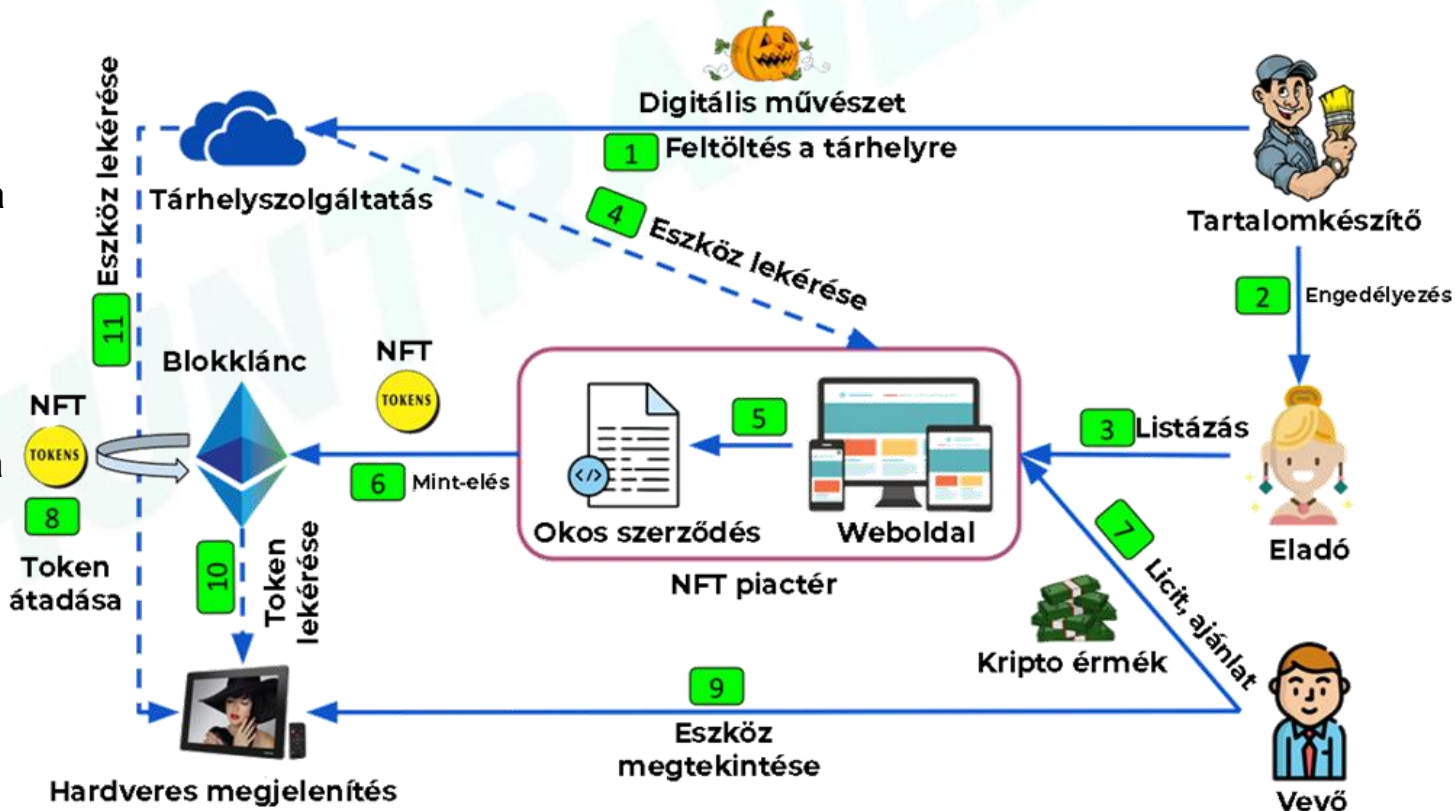 Digitális művészet
1 Feltöltés a tárhelyre
Tárhelyszolgáltatás
Tartalomkészítő
2 Engedélyezés
4 Eszköz lekérése
11 Eszköz lekérése
Blokklánc
NFT
TOKENS
NFT
TOKENS
8
Token
átadása
6 Mint-elés
5
</>
Okos szerződés
Weboldal
NFT piactér
3 Listázás
Eladó
7 Licit, ajánlat
Kripto érmék
10
Token
lekérése
9
Eszköz
megtekintése
Hardveres megjelenítés
Vevő